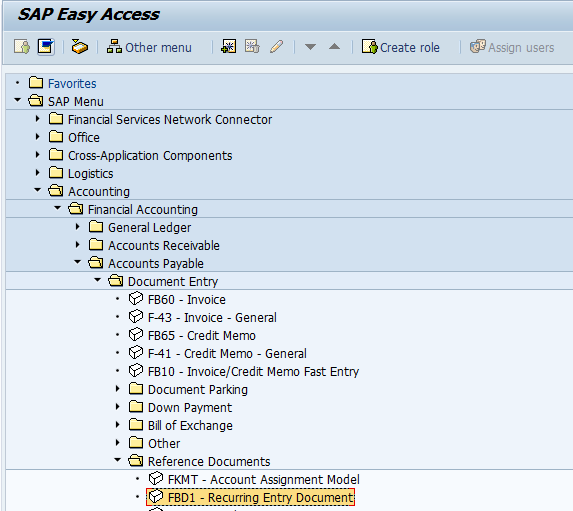 SAP Easy Access
Other menu Create role Assign users
Favorites
SAP Menu
Financial Services Network Connector
Office
Cross-Application Components
Logistics
Accounting
Financial Accounting
General Ledger
Accounts Receivable
Accounts Payable
Document Entry
FB60 - Invoice
F-43 - Invoice - General
FB65 - Credit Memo
F-41 - Credit Memo - General
FB10 - Invoice/Credit Memo Fast Entry
Document Parking
Down Payment
Bill of Exchange
Other
Reference Documents
FKMT - Account Assignment Model
FBD1 - Recurring Entry Document